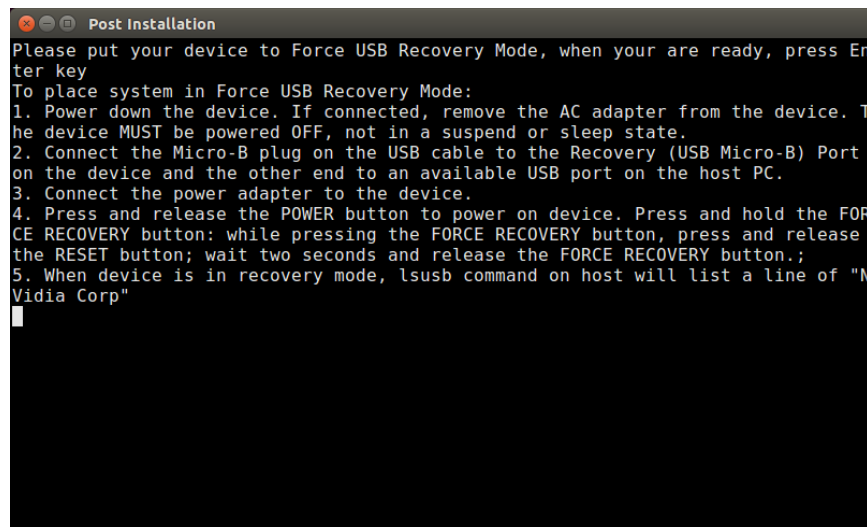 Post Installation
Please put your device to Force USB Recovery Mode, when your are ready, press En
ter key
To place system in Force USB Recovery Mode:
1. Power down the device. If connected, remove the AC adapter from the device. T
he device MUST be powered OFF, not in a suspend or sleep state.
2. Connect the Micro-B plug on the USB cable to the Recovery (USB Micro-B) Port
on the device and the other end to an available USB port on the host PC.
3. Connect the power adapter to the device.
4. Press and release the POWER button to power on device. Press and hold the FOR
CE RECOVERY button: while pressing the FORCE RECOVERY button, press and release
the RESET button; wait two seconds and release the FORCE RECOVERY button.;
5. When device is in recovery mode, lsusb command on host will list a line of "N
Vidia Corp"